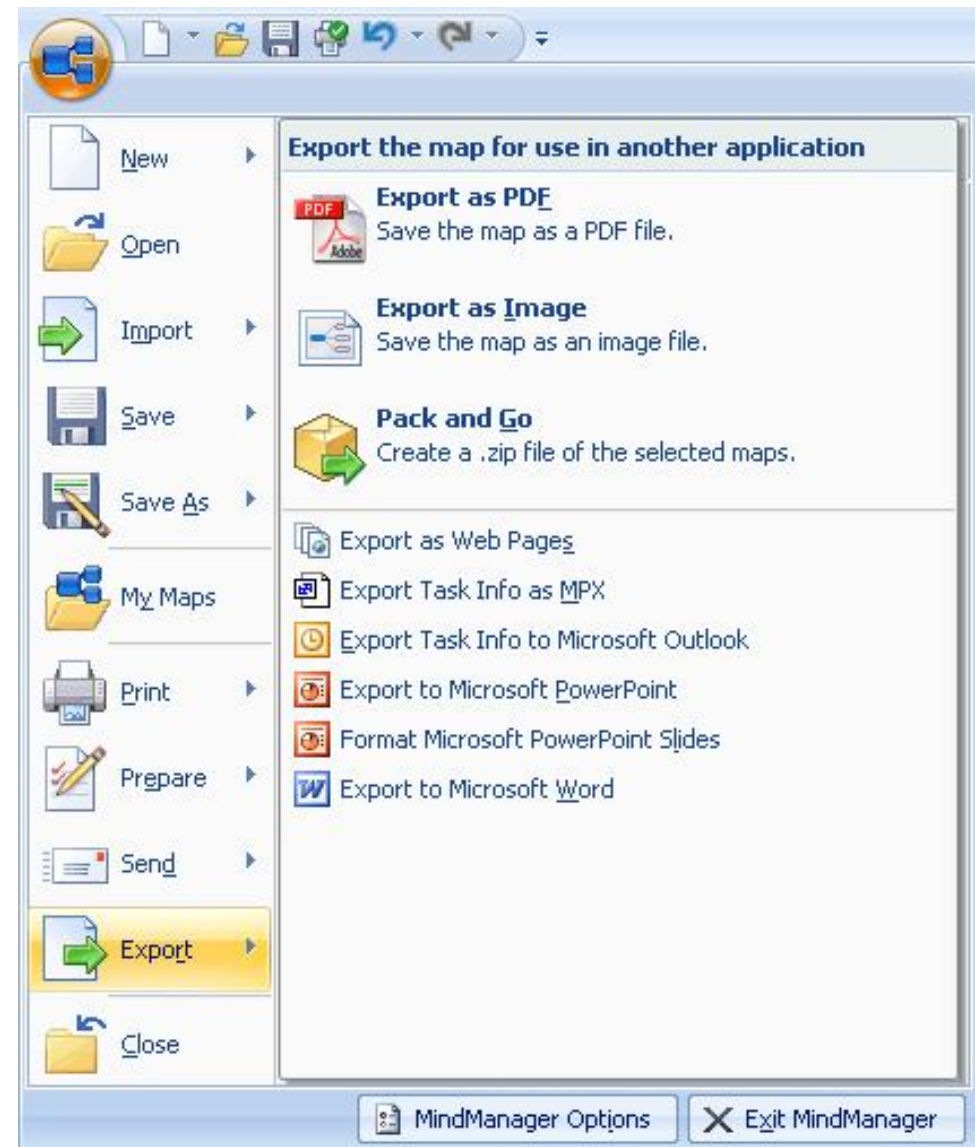 New
Open
Import
Save
Save As
My Maps
Print
Prepare
Send
Export
Close
Export the map for use in another application
PDF
Adobe
Export as PDF
Save the map as a PDF file.
Export as Image
Save the map as an image file.
Pack and Go
Create a .zip file of the selected maps.
Export as Web Pages
Export Task Info as MPX
Export Task Info to Microsoft Outlook
Export to Microsoft PowerPoint
Format Microsoft PowerPoint Slides
W
Export to Microsoft Word
MindManager Options
Exit MindManager